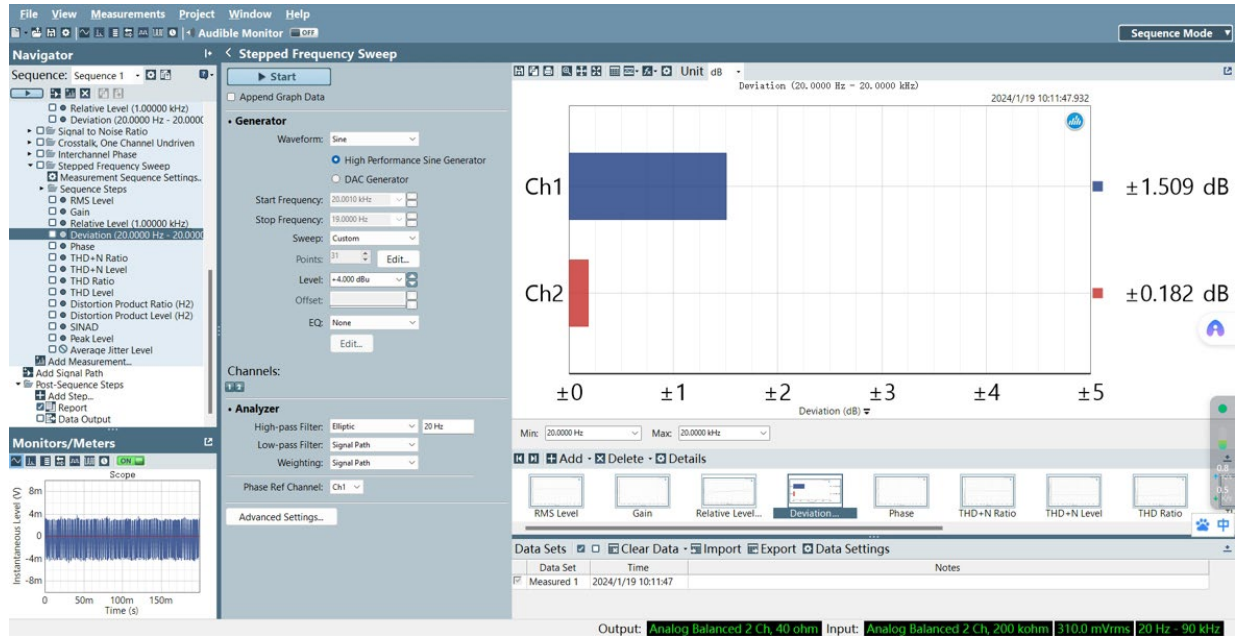 File View Measurements Project Window Help
Audible Monitor OFF
Sequence Mode
Navigator
Sequence: Sequence 1
Relative Level (1.00000 kHz)
Deviation (20.0000 Hz - 20.0000
Signal to Noise Ratio
Crosstalk, One Channel Undriven
Interchannel Phase
Stepped Frequency Sweep
Measurement Sequence Settings...
Sequence Steps
RMS Level
Gain
Relative Level (1.00000 kHz)
Deviation (20.0000 Hz - 20.0000
Phase
THD+N Ratio
THD+N Level
THD Ratio
THD Level
Distortion Product Ratio (H2)
Distortion Product Level (H2)
SINAD
Peak Level
Average Jitter Level
Add Measurement...
Add Signal Path
Post-Sequence Steps
Add Step...
Report
Data Output
Monitors/Meters
ON
Scope
Instantaneous Level (V)
8m
4m
0
-4m
-8m
0 50m 100m 150m
Time (s)
Stepped Frequency Sweep
Start
Append Graph Data
Generator
Waveform: Sine
High Performance Sine Generator
DAC Generator
Start Frequency: 20.0010 kHz
Stop Frequency: 19.0000 Hz
Sweep: Custom
Points: 31 Edit...
Level: +4.000 dBu
Offset:
EQ: None
Edit...
Channels:
1 2
Analyzer
High-pass Filter: Elliptic 20 Hz
Low-pass Filter: Signal Path
Weighting: Signal Path
Phase Ref Channel: Ch1
Advanced Settings...
Unit dB
Deviation (20.0000 Hz - 20.0000 kHz)
2024/1/19 10:11:47.932
Ch1
±1.509 dB
Ch2
±0.182 dB
±0 ±1 ±2 ±3 ±4 ±5
Deviation (dB)
Min: 20.0000 Hz Max: 20.0000 kHz
Add Delete Details
RMS Level Gain Relative Level... Deviation... Phase THD+N Ratio THD+N Level THD Ratio
0.8
0.5
中
Data Sets Clear Data Import Export Data Settings
Data Set Time Notes
Measured 1 2024/1/19 10:11:47
Output: Analog Balanced 2 Ch, 40 ohm Input: Analog Balanced 2 Ch, 200 kohm 310.0 mVrms 20 Hz - 90 kHz